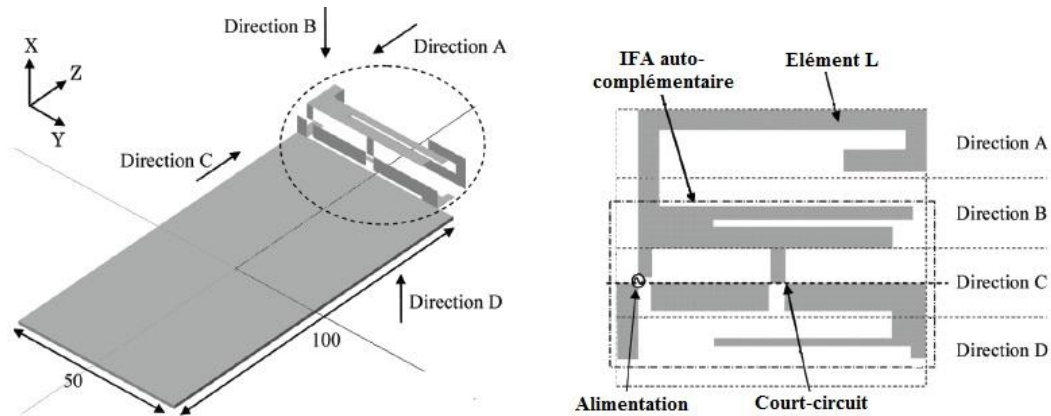 Direction B
Direction A
X
Z
Y
Direction C
Direction D
50
100
IFA auto-
complémentaire
Elément L
Direction A
Direction B
Direction C
Direction D
Alimentation
Court-circuit